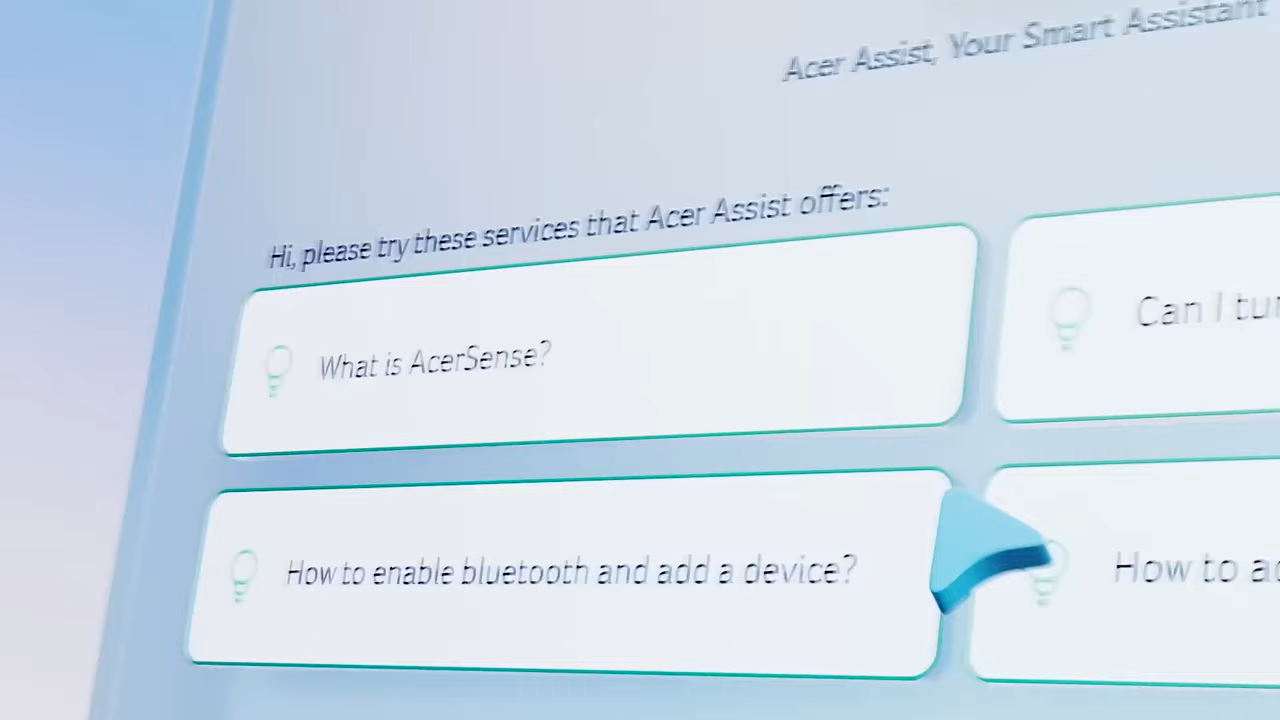 Acer Assist, Your Smart Assistant
Hi, please try these services that Acer Assist offers:
What is AcerSense?
Can I
How to enable bluetooth and add a device?
How to